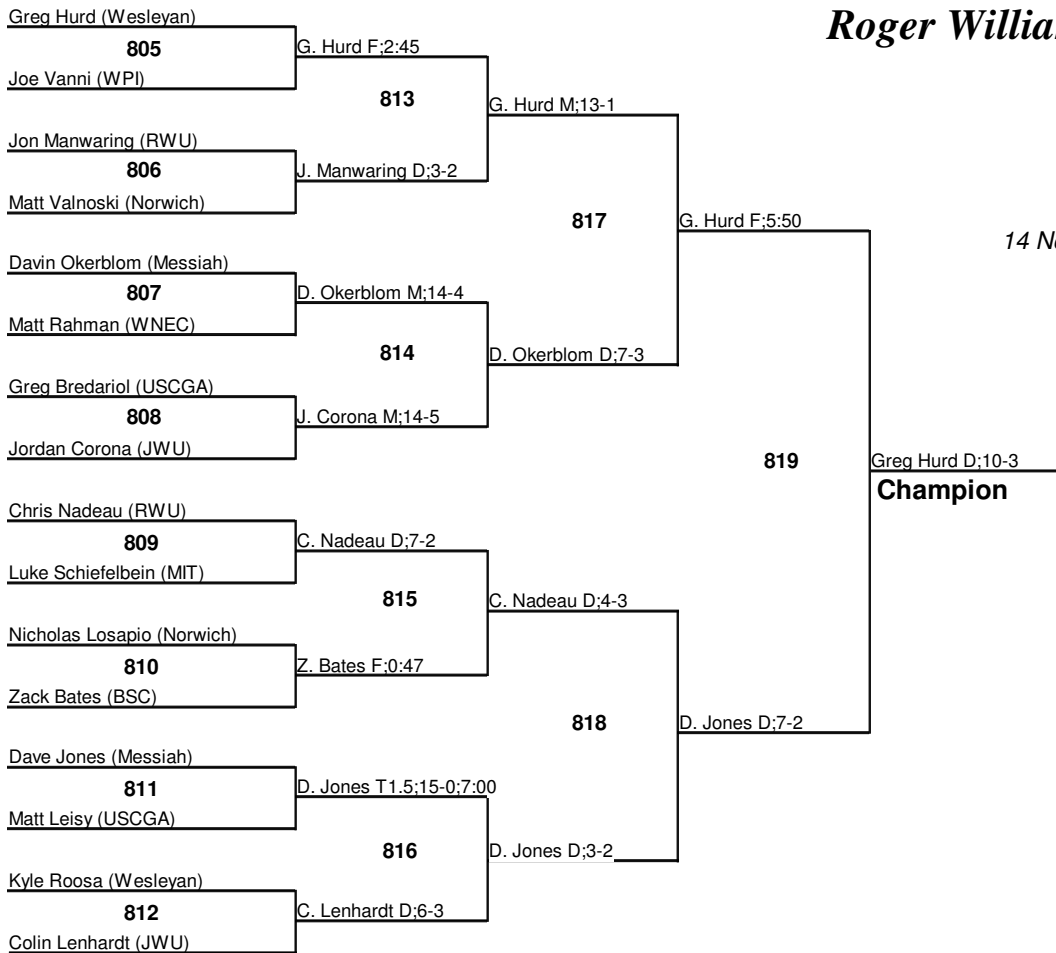 Greg Hurd (Wesleyan)
Roger Willia
805
G. Hurd F;2:45
Joe Vanni (WPI)
813
G. Hurd M;13-1
Jon Manwaring (RWU)
806
J. Manwaring D;3-2
Matt Valnoski (Norwich)
817
G. Hurd F;5:50
14 No
Davin Okerblom (Messiah)
807
D. Okerblom M;14-4
Matt Rahman (WNEC)
814
D. Okerblom D;7-3
Greg Bredariol (USCGA)
808
J. Corona M;14-5
Jordan Corona (JWU)
819
Greg Hurd D;10-3
Champion
Chris Nadeau (RWU)
809
C. Nadeau D;7-2
Luke Schiefelbein (MIT)
815
C. Nadeau D;4-3
Nicholas Losapio (Norwich)
810
Z. Bates F;0:47
Zack Bates (BSC)
818
D. Jones D;7-2
Dave Jones (Messiah)
811
D. Jones T1.5;15-0;7:00
Matt Leisy (USCGA)
816
D. Jones D;3-2
Kyle Roosa (Wesleyan)
812
C. Lenhardt D;6-3
Colin Lenhardt (JWU)